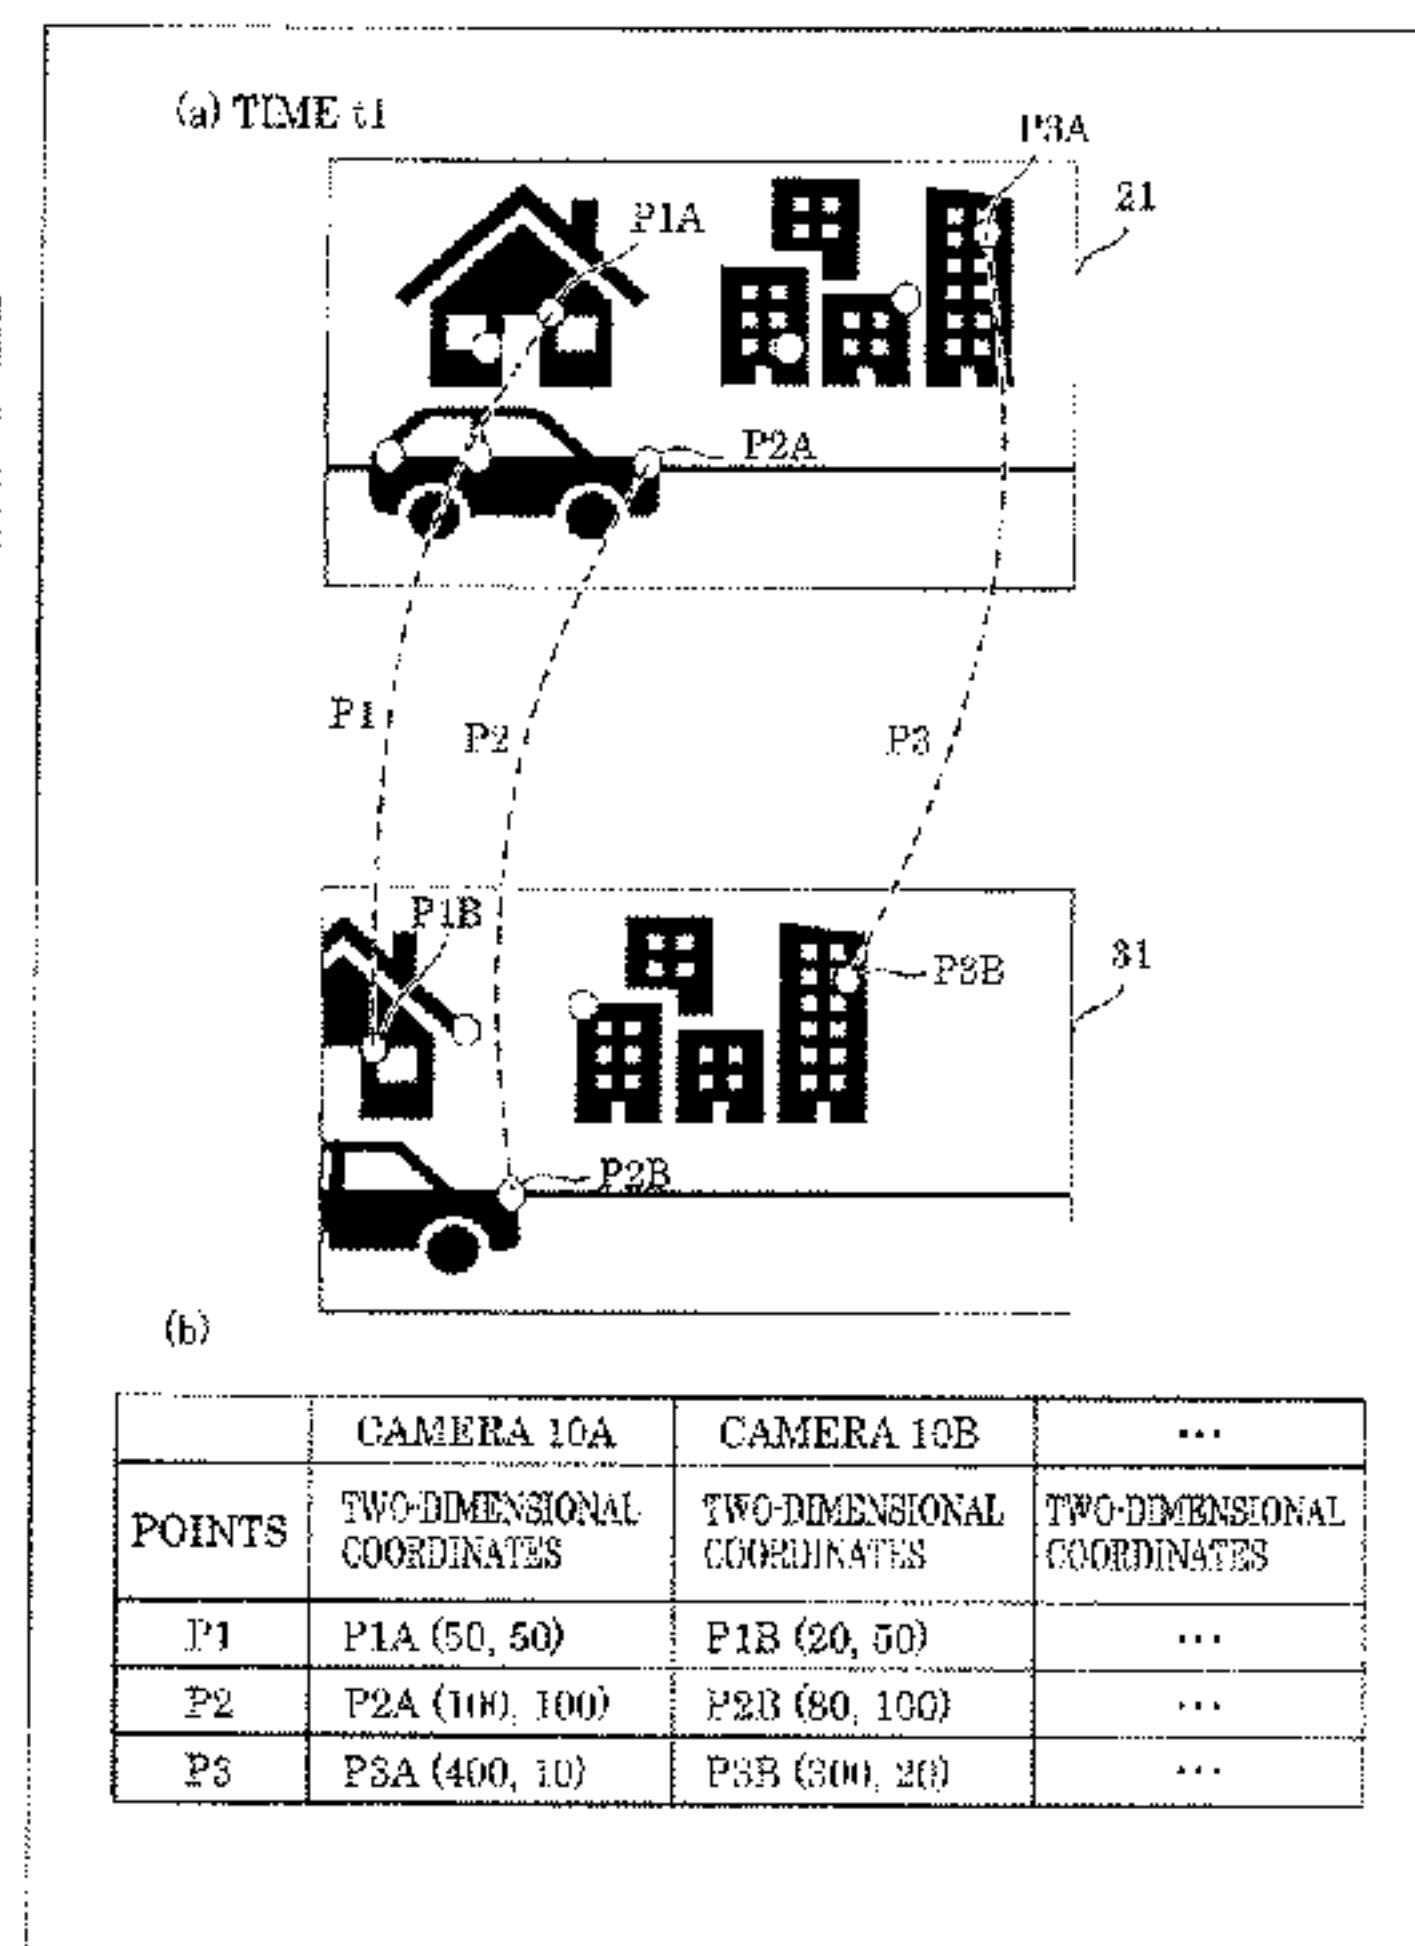 (a) TIME t1
P3A
21
P1A
P2A
P1
P2
P3
P1B
31
P3B
P2B
(b)
CAMERA 10A CAMERA 10B ...
POINTS TWO-DIMENSIONAL COORDINATES TWO-DIMENSIONAL COORDINATES TWO-DIMENSIONAL COORDINATES
P1 P1A (50, 50) P1B (20, 50) ...
P2 P2A (100, 100) P2B (80, 100) ...
P3 P3A (400, 10) P3B (300, 20) ...